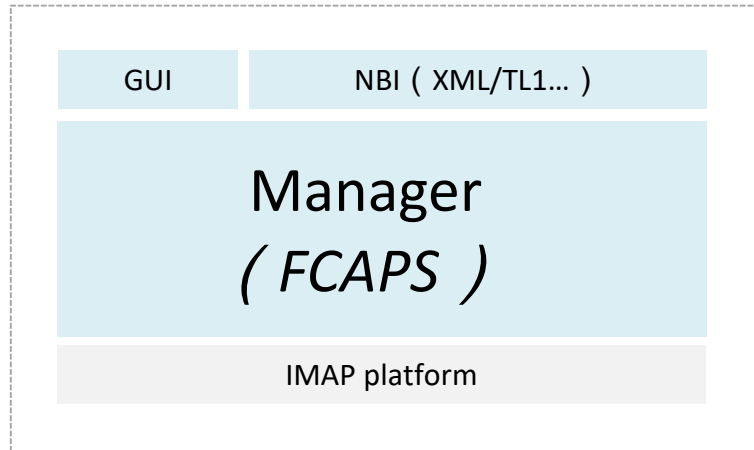 GUI
NBI ( XML/TL1... )
Manager
( FCAPS )
IMAP platform